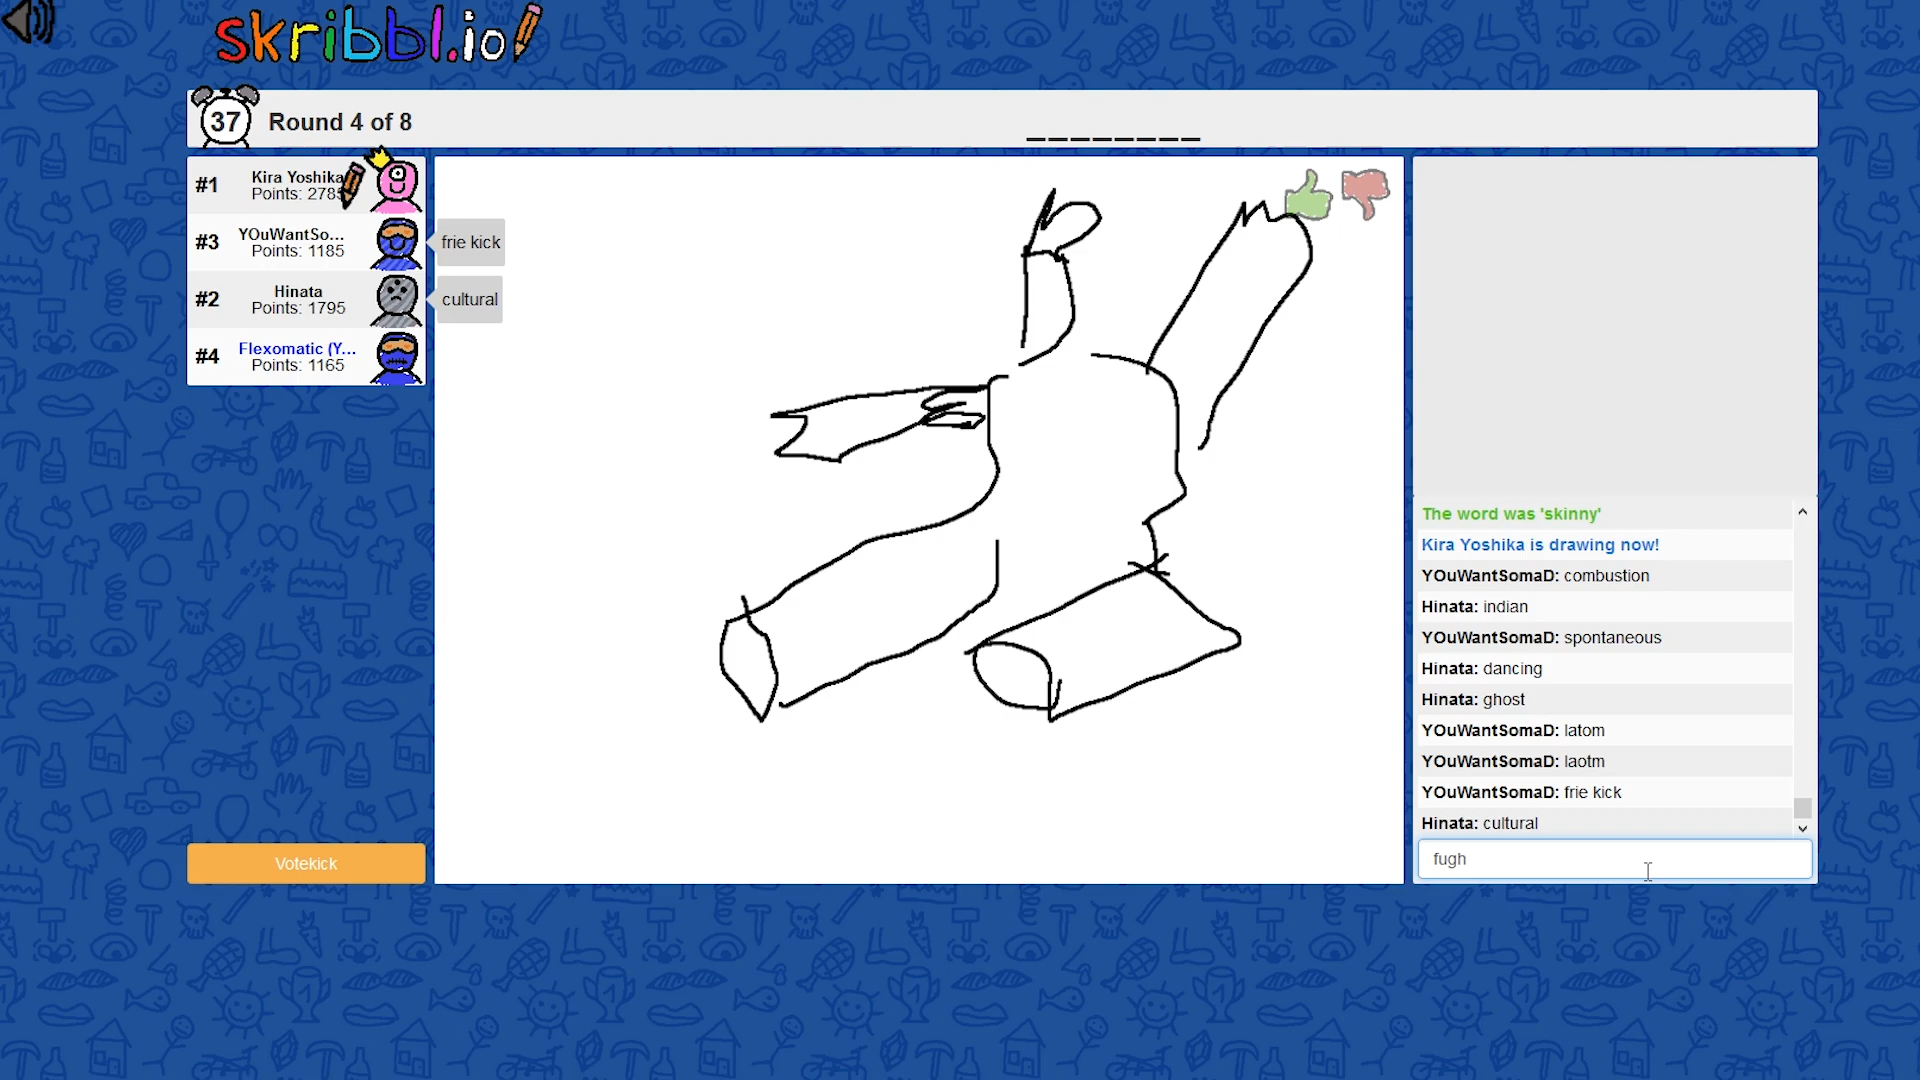 skribbl.io!
37 Round 4 of 8
________
#1 Kira Yoshika
Points: 2785
#3 YOuWantSo...
Points: 1185
frie kick
#2 Hinata
Points: 1795
cultural
#4 Flexomatic (Y...
Points: 1165
The word was 'skinny'
Kira Yoshika is drawing now!
YOuWantSomaD: combustion
Hinata: indian
YOuWantSomaD: spontaneous
Hinata: dancing
Hinata: ghost
YOuWantSomaD: latom
YOuWantSomaD: laotm
YOuWantSomaD: frie kick
Hinata: cultural
fugh
Votekick